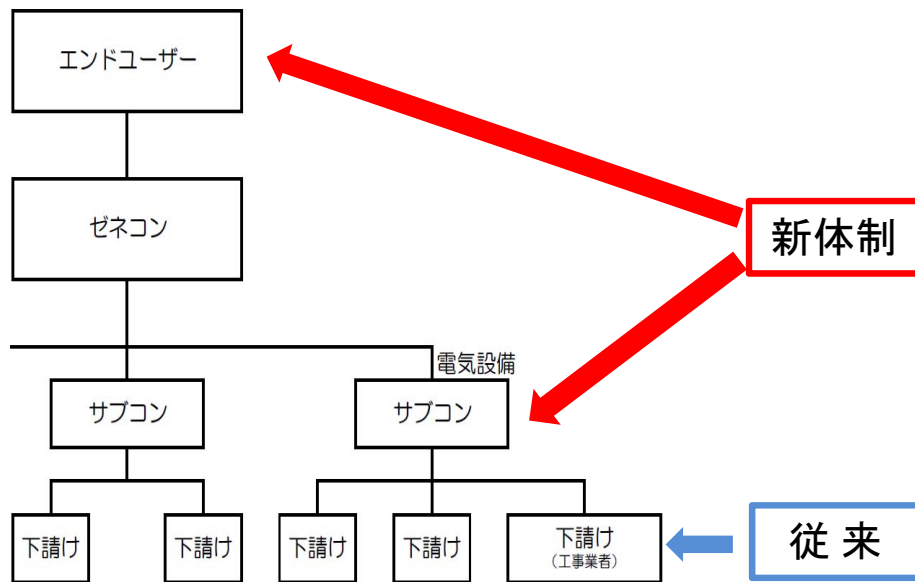 エンドユーザー
ゼネコン
新体制
電気設備
サブコン
サブコン
下請け
下請け
下請け
下請け
下請け
(工事業者)
従 来